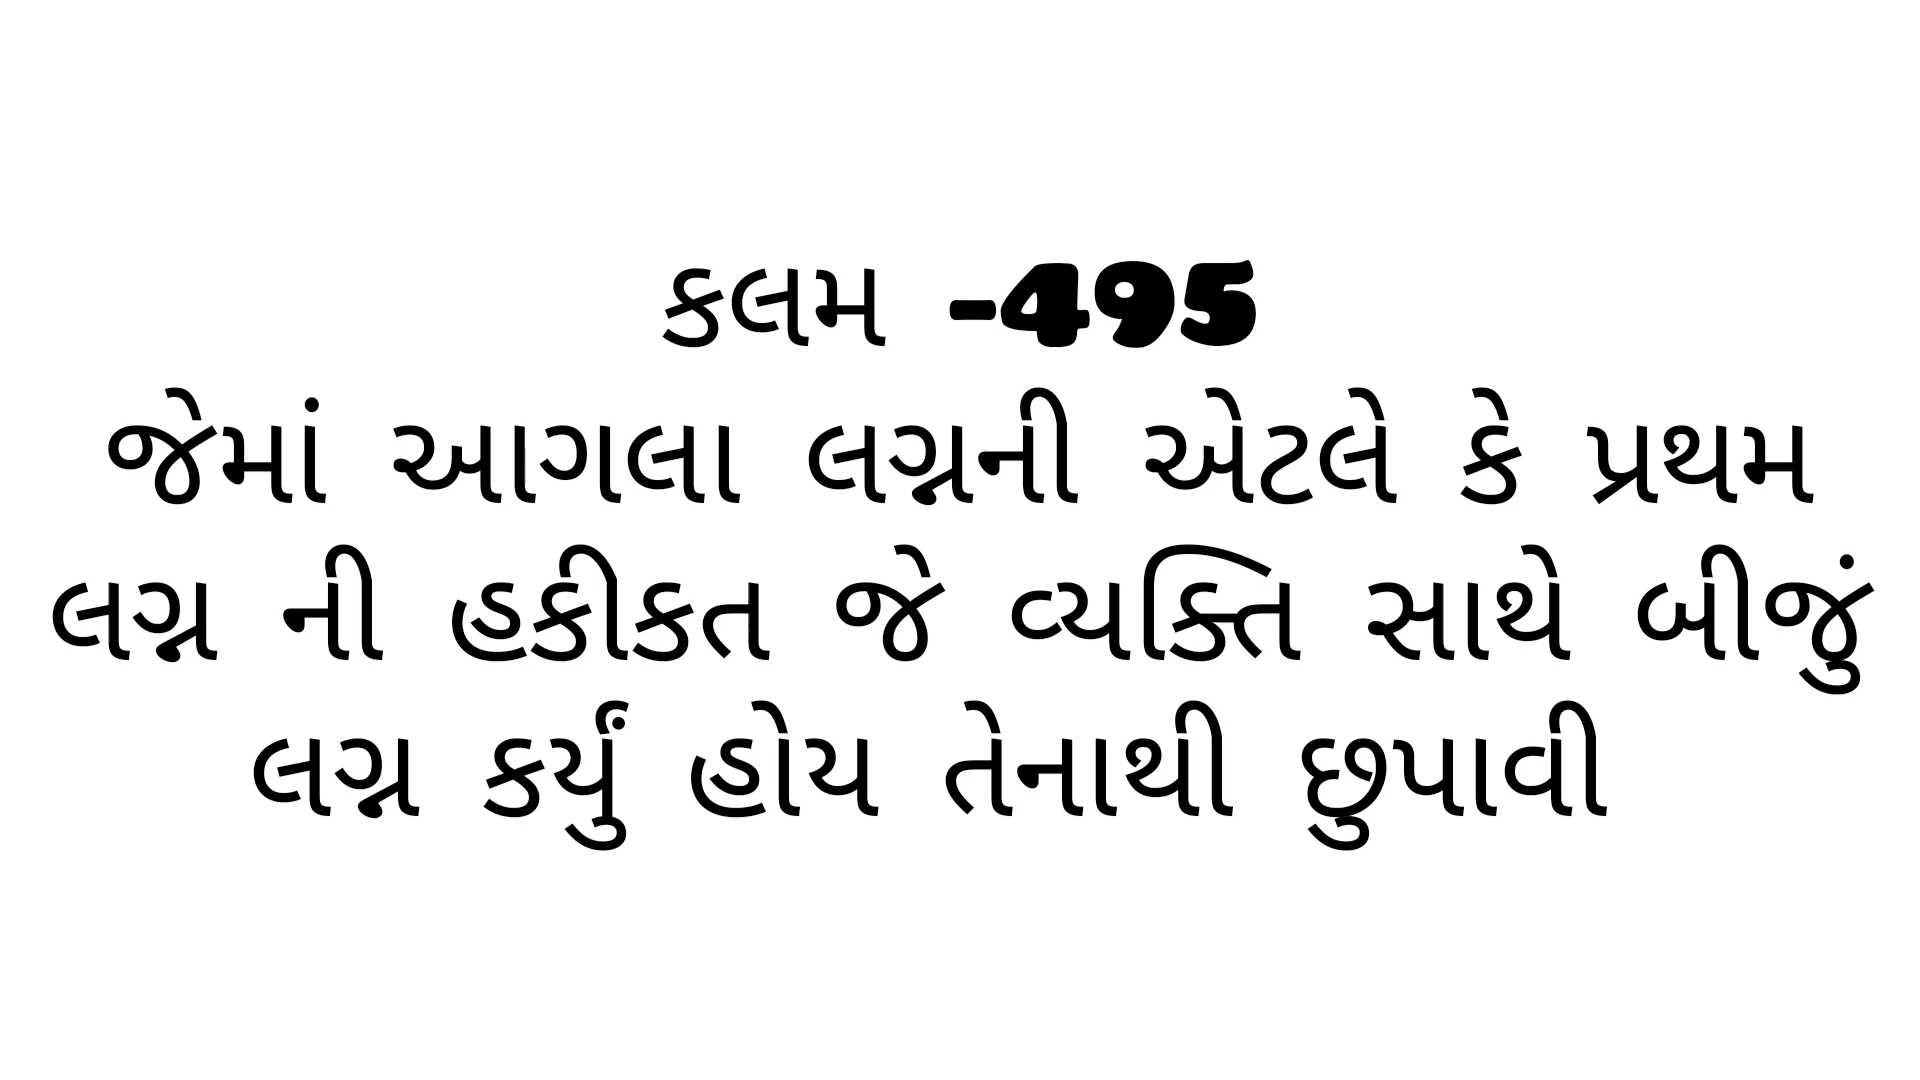 કલમ -495
જેમાં આગલા લગ્નની એટલે કે પ્રથમ
લગ્ન ની હકીકત જે વ્યક્તિ સાથે બીજું
લગ્ન કર્યું હોય તેનાથી છુપાવી